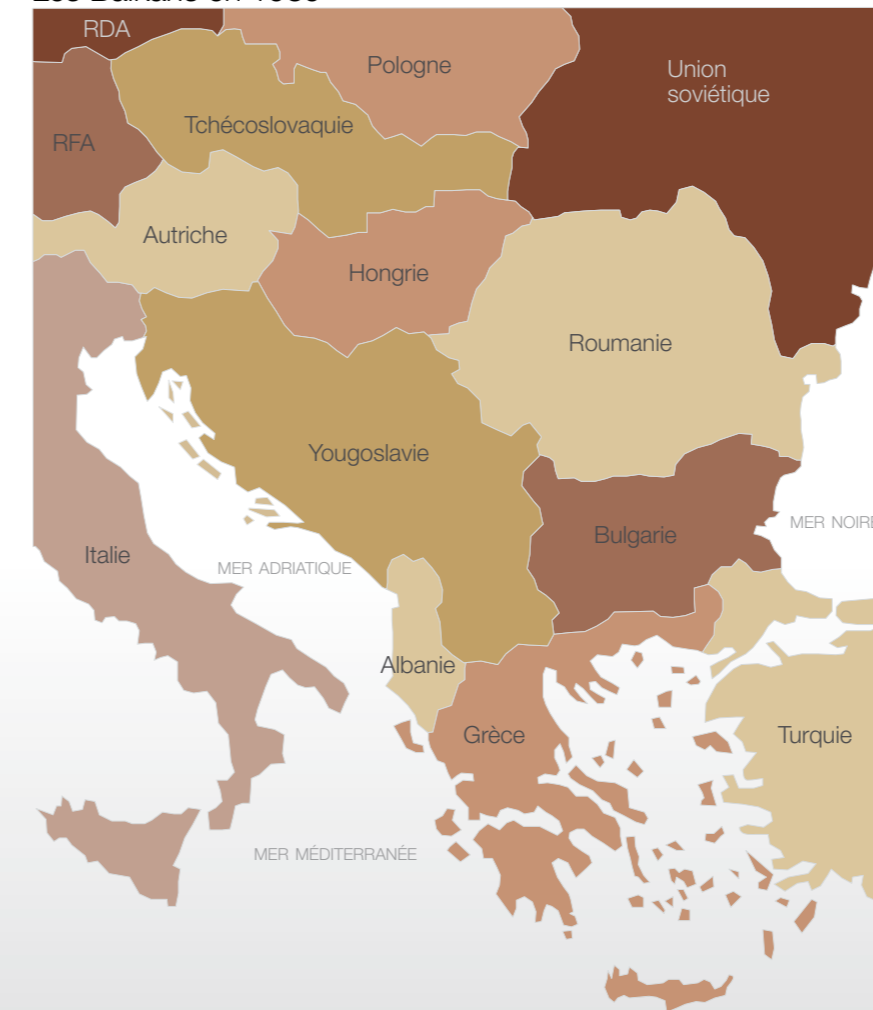 RDA
Pologne
Union
soviétique
Tchécoslovaquie
RFA
Autriche
Hongrie
Roumanie
Yougoslavie
MER NOIRE
Bulgarie
Italie
MER ADRIATIQUE
Albanie
Grèce
Turquie
MER MÉDITERRANÉE